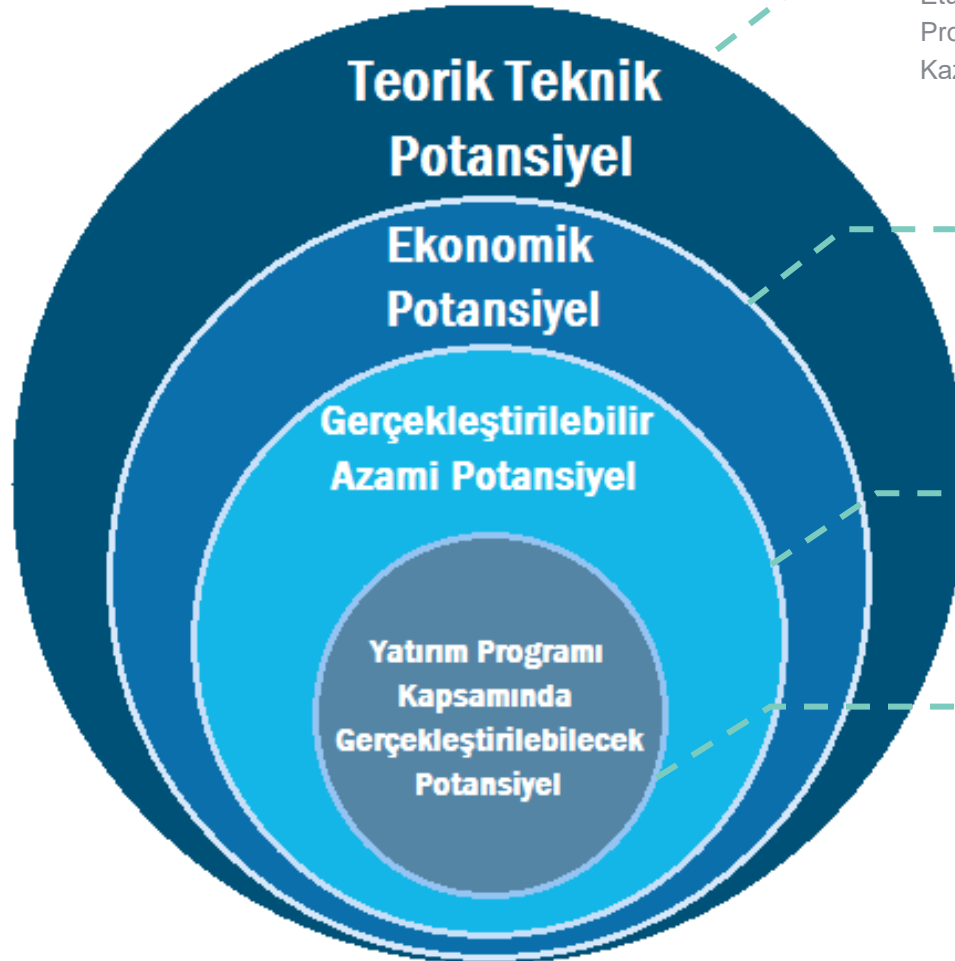 Teorik Teknik
Potansiyel
Ekonomik
Potansiyel
Gerçekleştirilebilir
Azami Potansiyel
Yatırım Programı
Kapsamında
Gerçekleştirilebilecek
Potansiyel